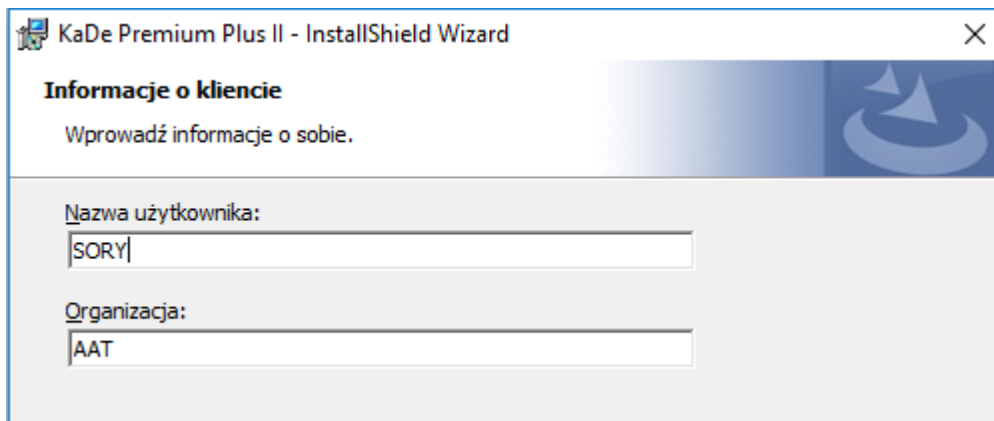 KaDe Premium Plus II - InstallShield Wizard
Informacje o kliencie
Wprowadź informacje o sobie.
Nazwa użytkownika:
SORY
Organizacja:
AAT